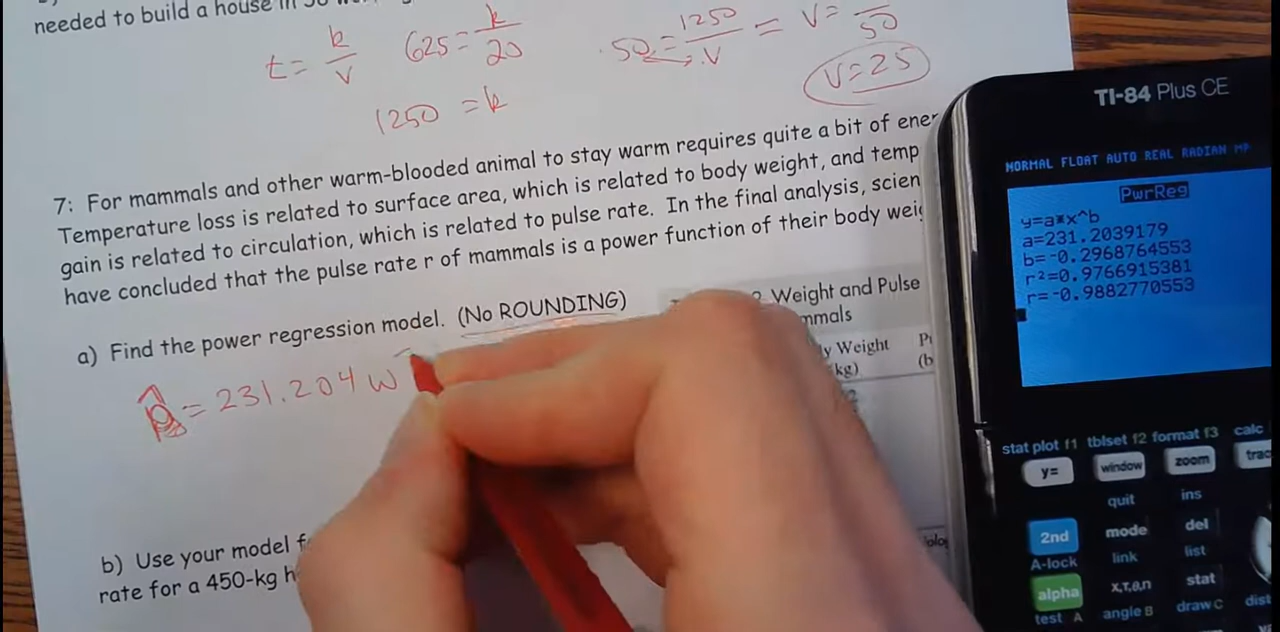 needed to build a house in
t = k/v 625 = k/20 50 = 1250/v = v = /50
1250 = k v = 25
7: For mammals and other warm-blooded animal to stay warm requires quite a bit of ener
Temperature loss is related to surface area, which is related to body weight, and temp
gain is related to circulation, which is related to pulse rate. In the final analysis, scien
have concluded that the pulse rate r of mammals is a power function of their body wei
a) Find the power regression model. (No ROUNDING)
= 231.204 w
Weight and Pulse
mmals
y Weight
kg)
(b
b) Use your model f
rate for a 450-kg h
TI-84 Plus CE
NORMAL FLOAT AUTO REAL RADIAN MP
PwrReg
y=a*x^b
a=231.2039179
b=-0.2968764553
r²=0.9766915381
r=-0.9882770553
stat plot f1 tblset f2 format f3 calc
y= window zoom trac
quit ins
2nd mode del
A-lock link list
alpha X,T,θ,n stat
test A angle B draw C dist